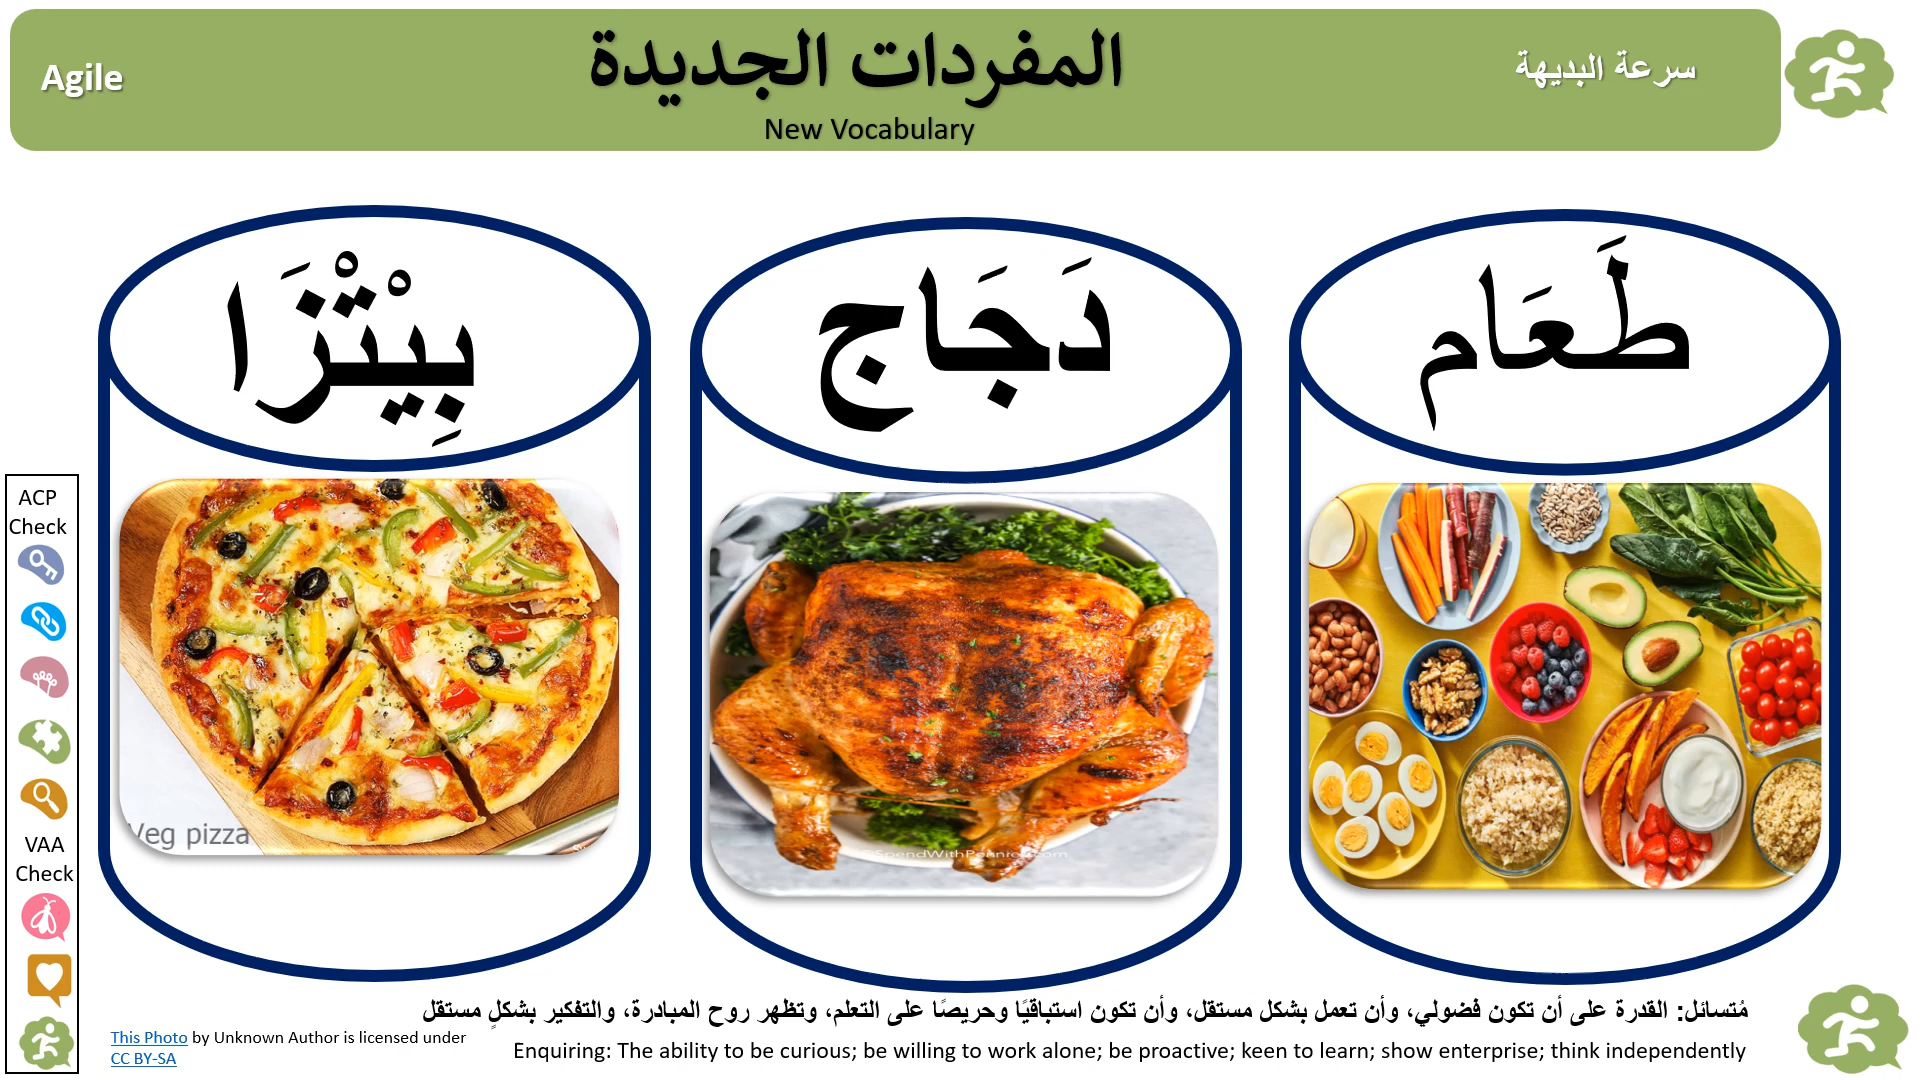 Agile
المفردات الجديدة
سرعة البديهة
New Vocabulary
طَعَام
دَجَاج
بِيْتْزَا
ACP
Check
VAA
Check
Veg pizza
SpendWithPennies.com
مُتسائل: القدرة على أن تكون فضولي، وأن تعمل بشكل مستقل، وأن تكون استباقيًا وحريصًا على التعلم، وتظهر روح المبادرة، والتفكير بشكلٍ مستقل
This Photo by Unknown Author is licensed under
CC BY-SA
Enquiring: The ability to be curious; be willing to work alone; be proactive; keen to learn; show enterprise; think independently